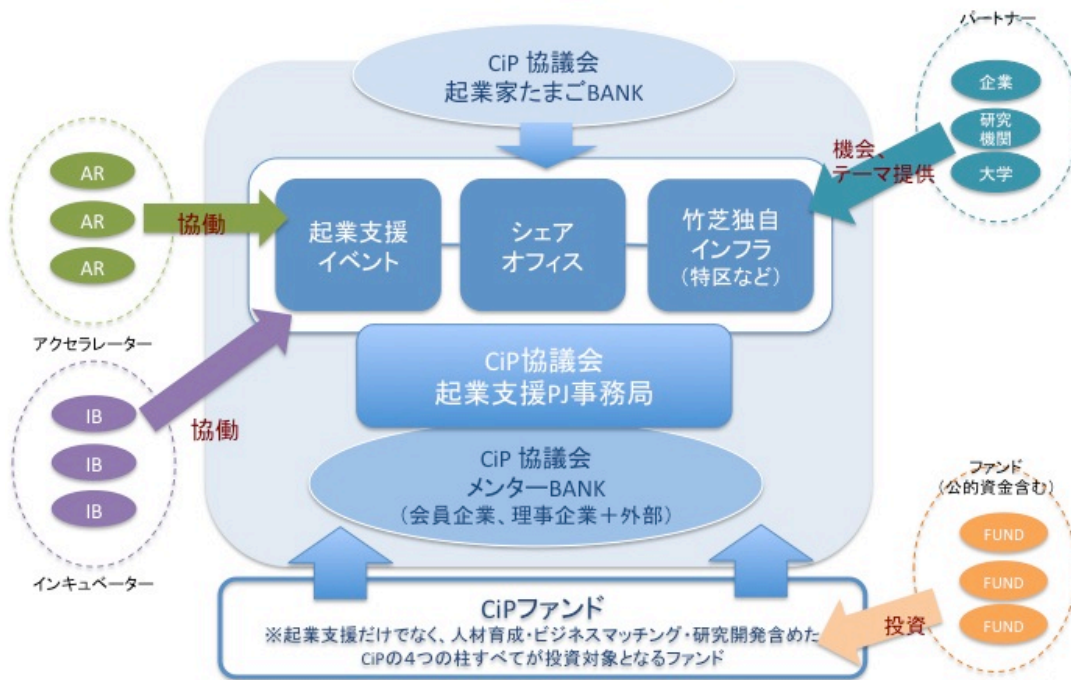 CiP 協議会
起業家たまごBANK
パートナー
企業
研究
機関
大学
機会、
テーマ提供
AR
AR
AR
協働
アクセラレーター
起業支援
イベント
シェア
オフィス
竹芝独自
インフラ
（特区など）
CiP協議会
起業支援PJ事務局
IB
IB
IB
協働
インキュベーター
CiP 協議会
メンターBANK
（会員企業、理事企業＋外部）
ファンド
（公的資金含む）
FUND
FUND
FUND
投資
CiPファンド
※起業支援だけでなく、人材育成・ビジネスマッチング・研究開発含めた
CiPの４つの柱すべてが投資対象となるファンド